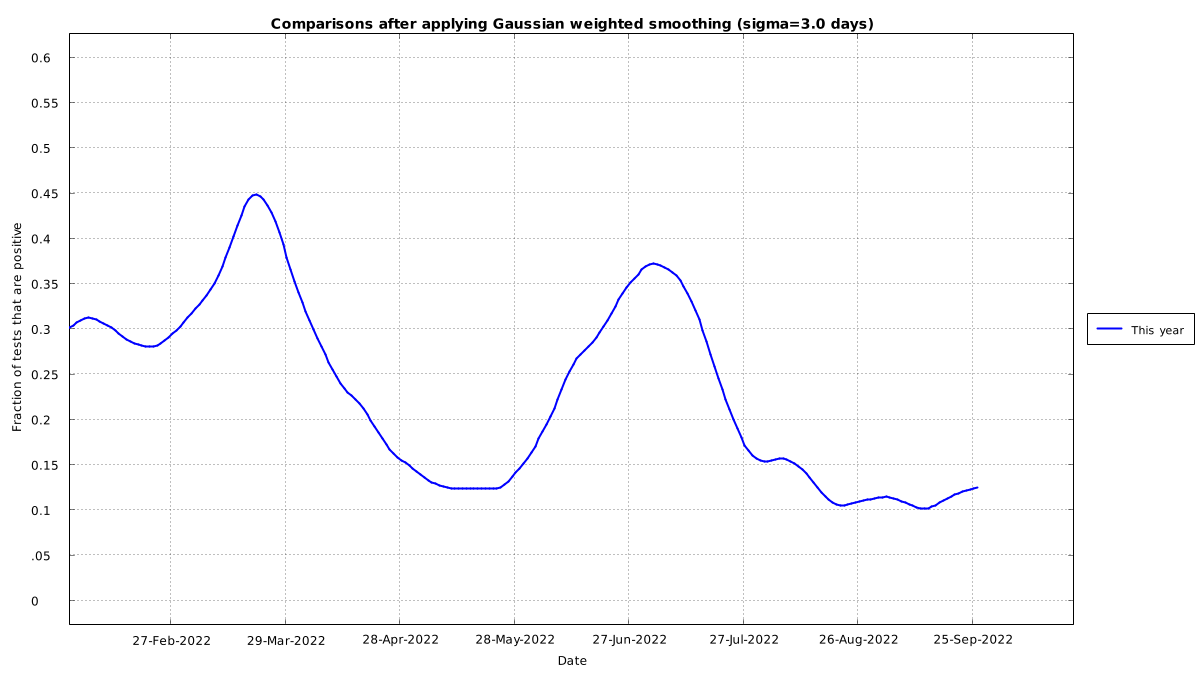 Comparisons after applying Gaussian weighted smoothing (sigma=3.0 days)
0.6
0.55
0.5
0.45
0.4
0.35
0.3
0.25
0.2
0.15
0.1
.05
0
Fraction of tests that are positive
27-Feb-2022 29-Mar-2022 28-Apr-2022 28-May-2022 27-Jun-2022 27-Jul-2022 26-Aug-2022 25-Sep-2022
Date
This year